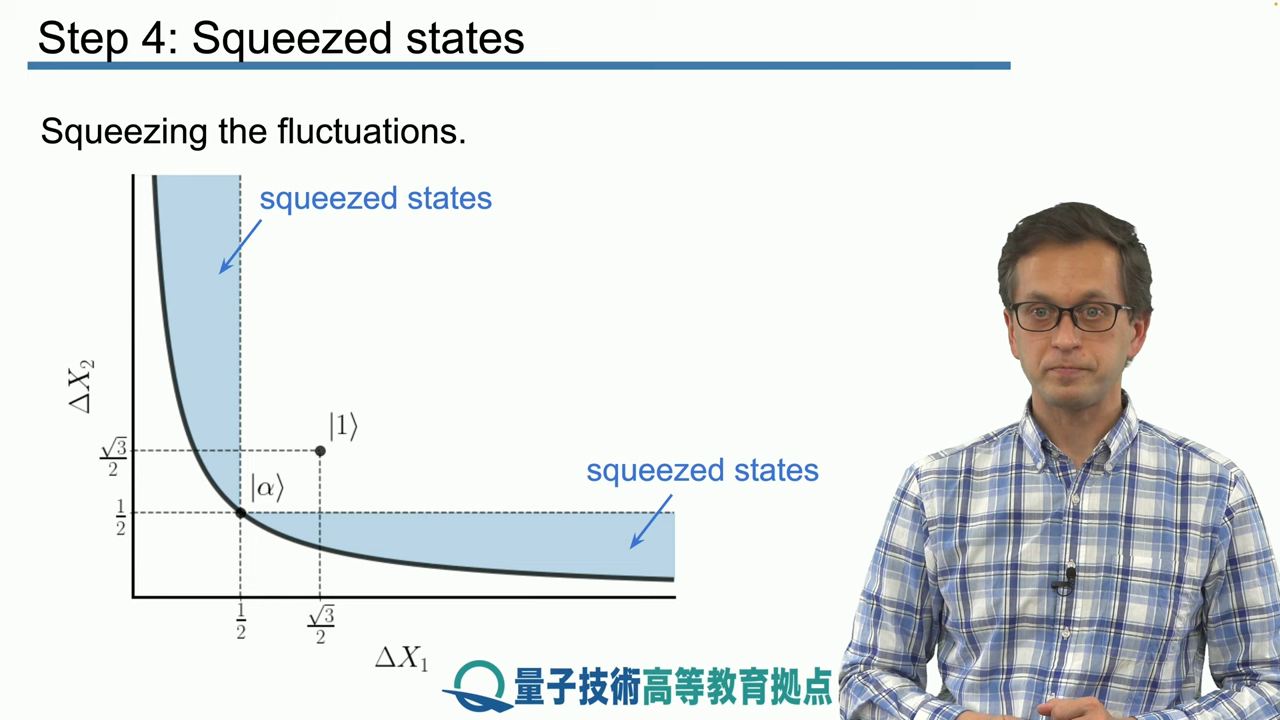 Step 4: Squeezed states
Squeezing the fluctuations.
squeezed states
ΔX₂
|1⟩
√3/2
squeezed states
|α⟩
1/2
1/2
√3/2
ΔX₁
量子技術高等教育拠点